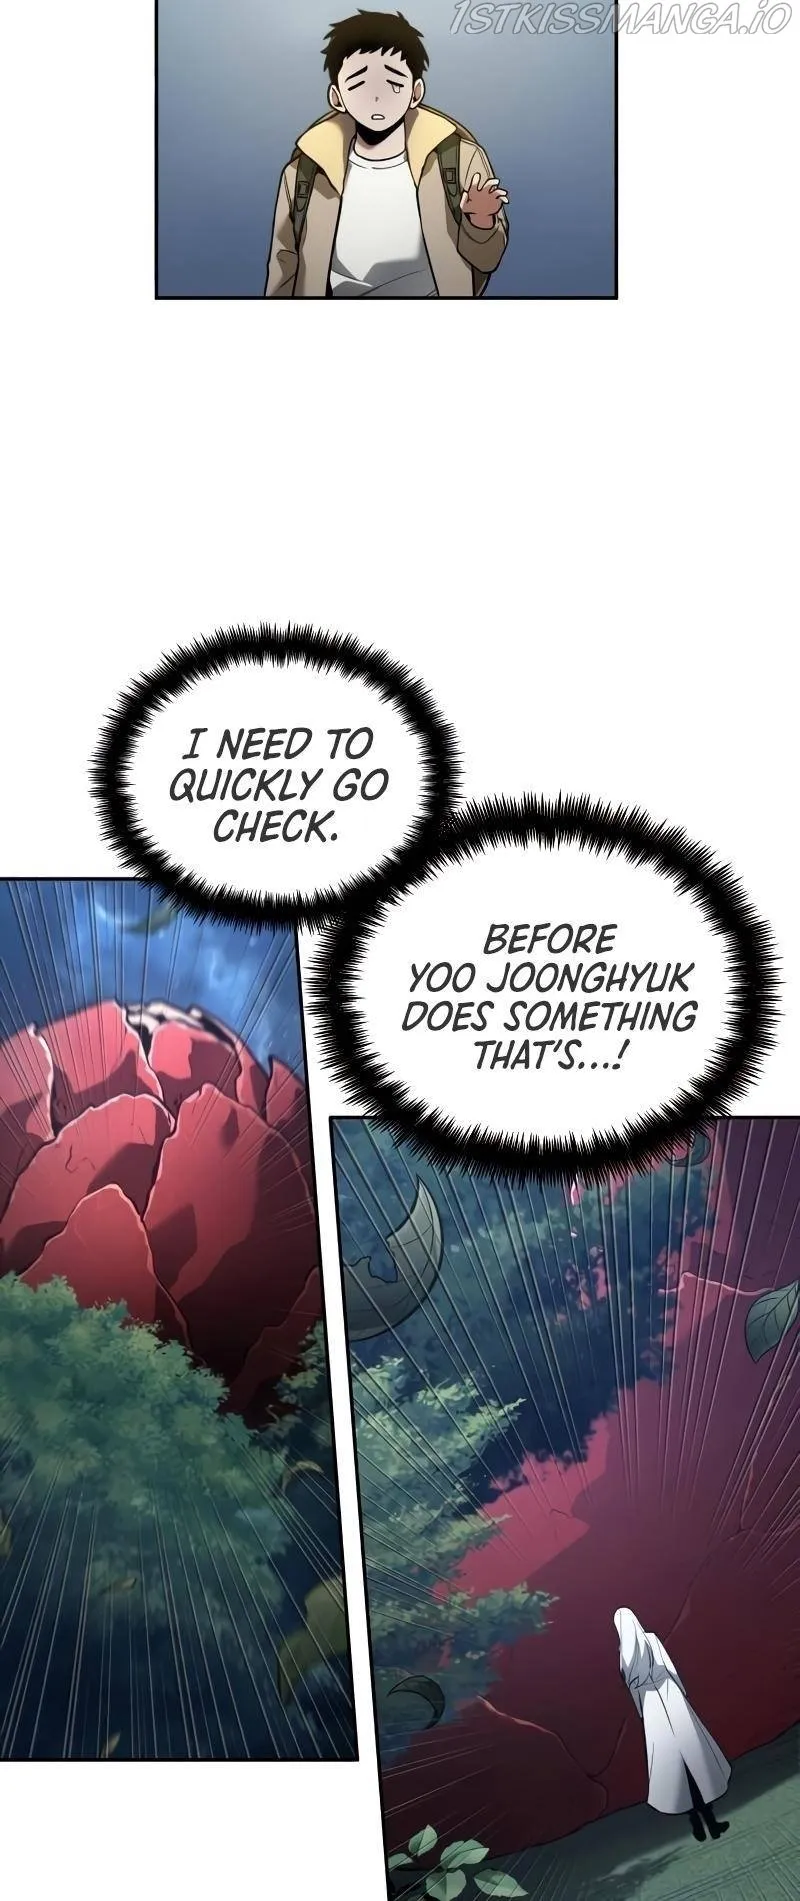 1STKISSMANGA.IO
I NEED TO
QUICKLY GO
CHECK.
BEFORE
YOO JOONGHYUK
DOES SOMETHING
THAT'S...!